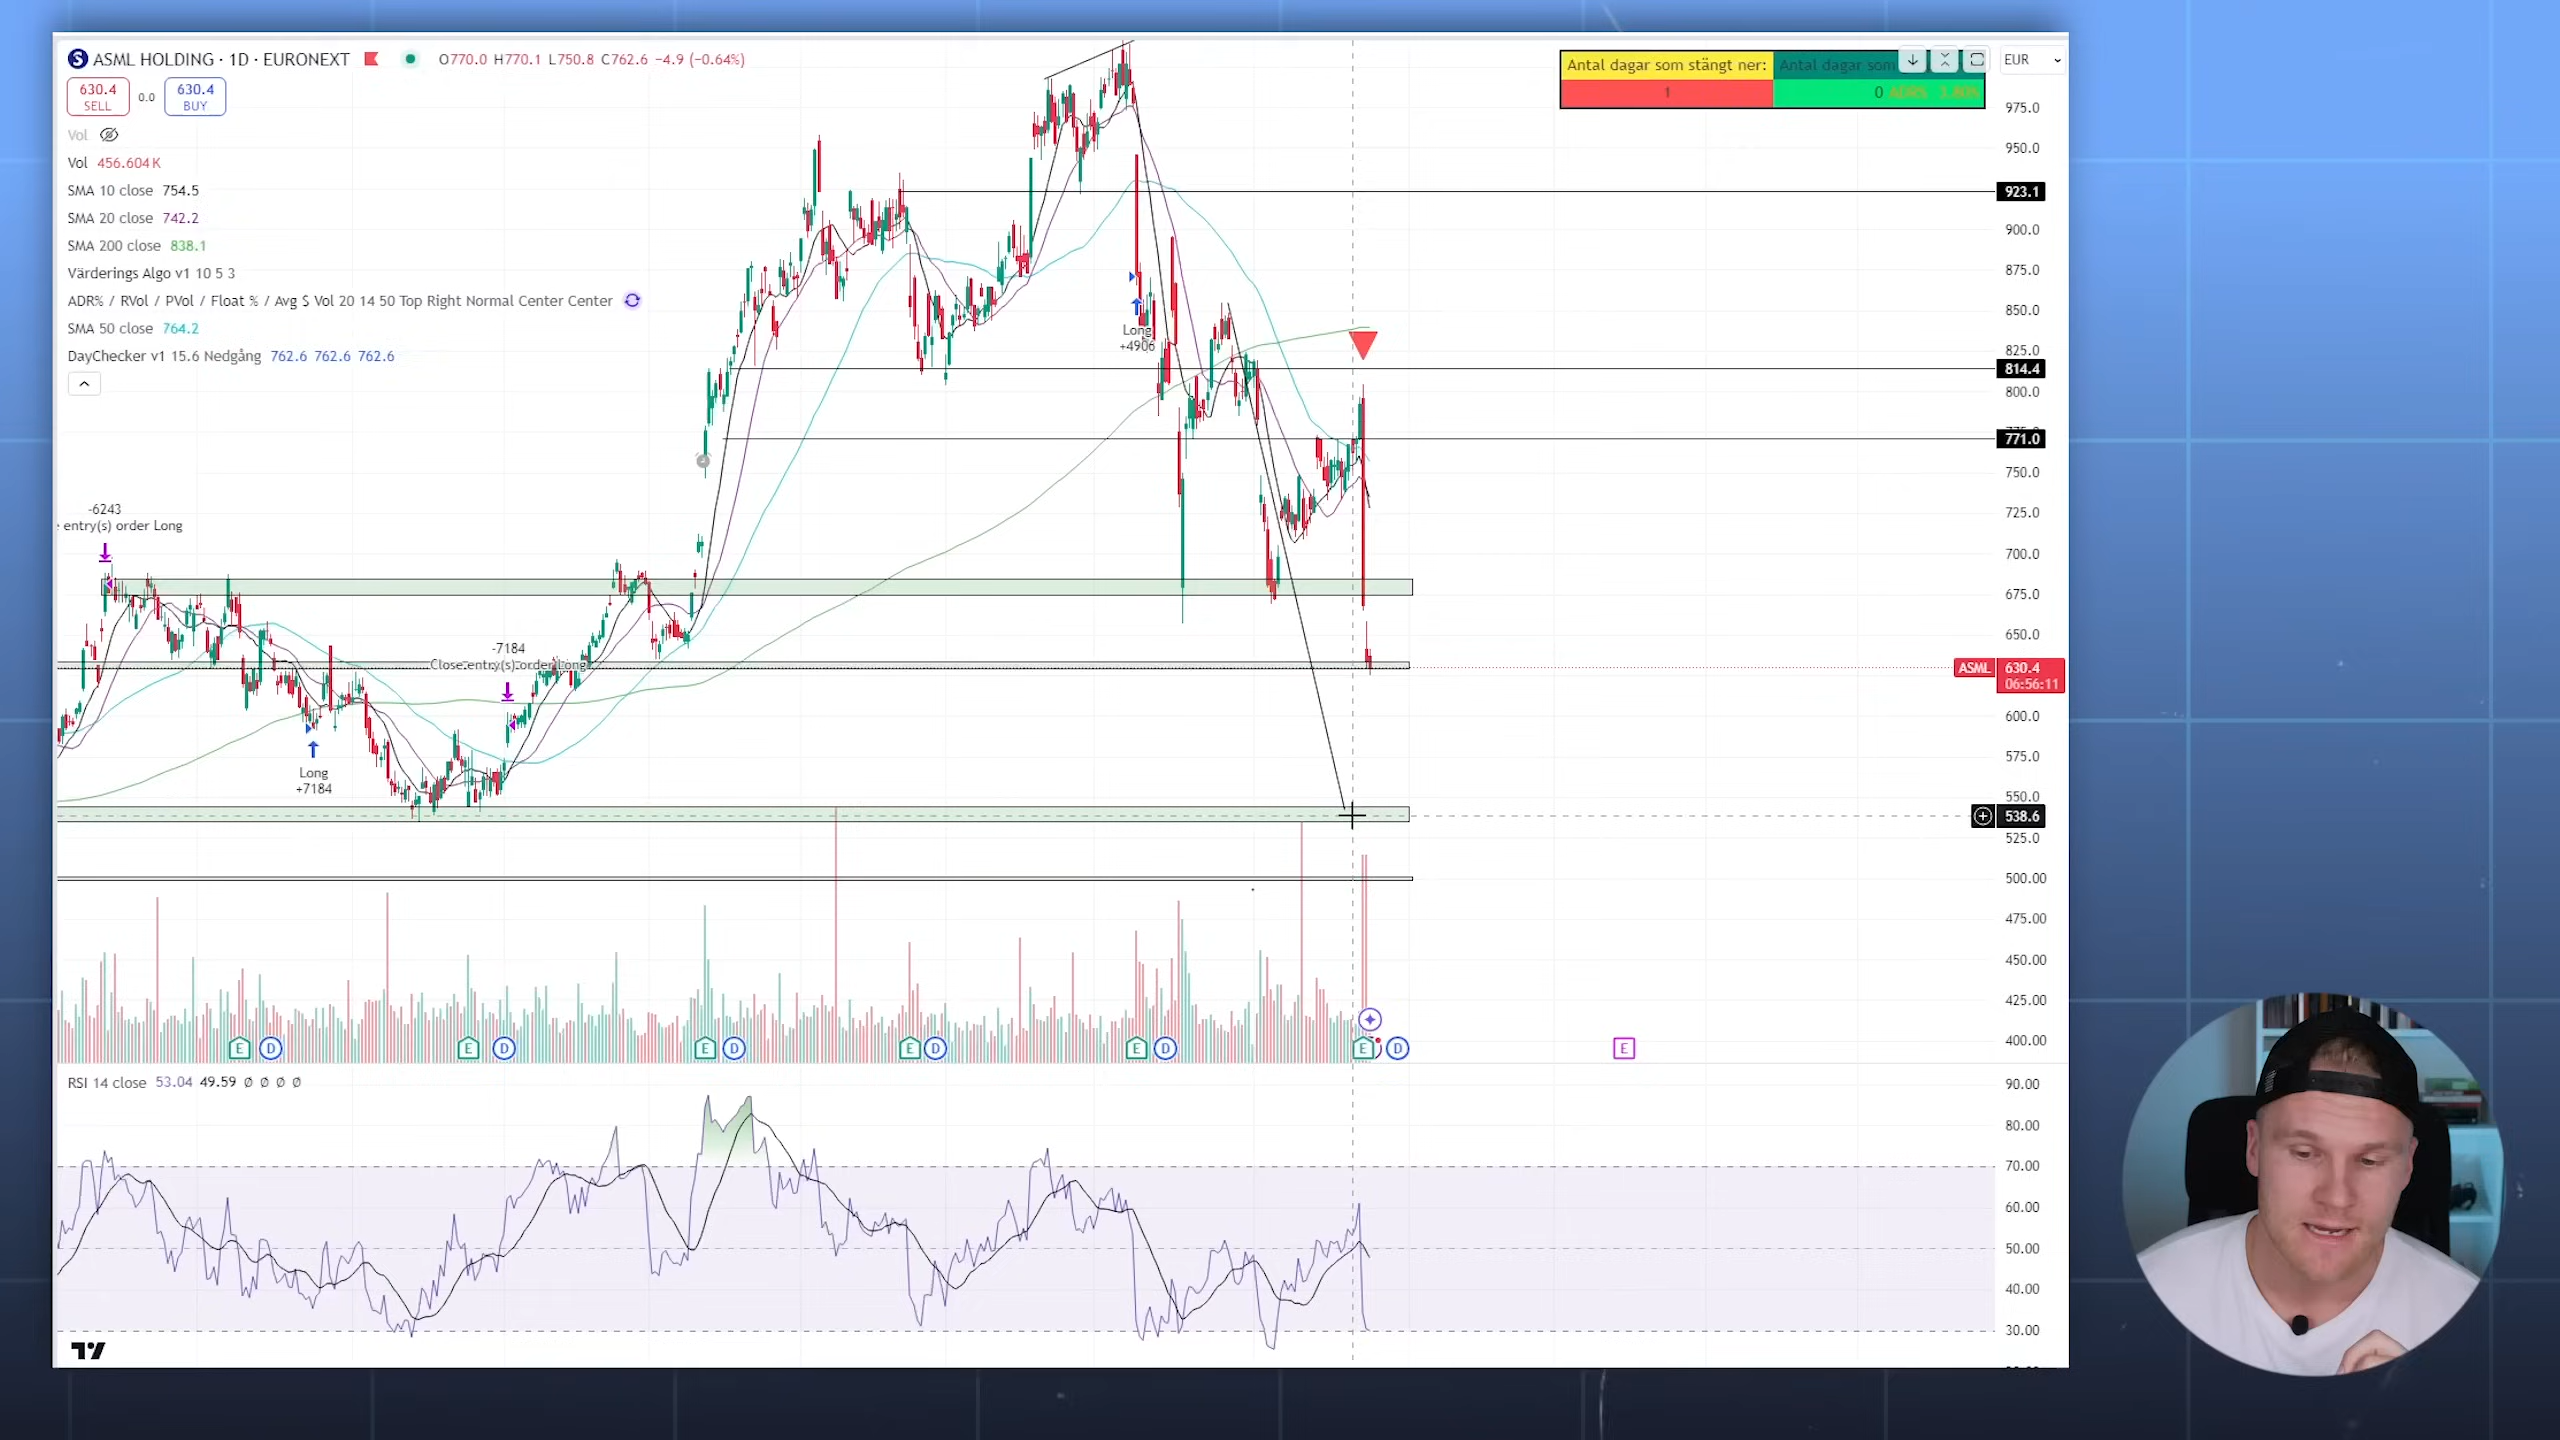 ASML HOLDING · 1D · EURONEXT O770.0 H770.1 L750.8 C762.6 −4.9 (−0.64%)
630.4 SELL 0.0 630.4 BUY
Vol
Vol 456.604 K
SMA 10 close 754.5
SMA 20 close 742.2
SMA 200 close 838.1
Värderings Algo v1 10 5 3
ADR% / RVol / PVol / Float % / Avg $ Vol 20 14 50 Top Right Normal Center Center
SMA 50 close 764.2
DayChecker v1 15.6 Nedgång 762.6 762.6 762.6
Antal dagar som stängt ner: Antal dagar som
1 0
EUR
975.0
950.0
923.1
900.0
875.0
850.0
825.0
814.4
800.0
771.0
750.0
725.0
700.0
675.0
650.0
ASML 630.4
06:56:11
600.0
575.0
550.0
538.6
525.0
500.00
475.00
450.00
425.00
400.00
Long
+4906
-6243
entry(s) order Long
-7184
Close entry(s) order Long
Long
+7184
E D E D E D E D E D E D E
RSI 14 close 53.04 49.59 Ø Ø Ø Ø
90.00
80.00
70.00
60.00
50.00
40.00
30.00